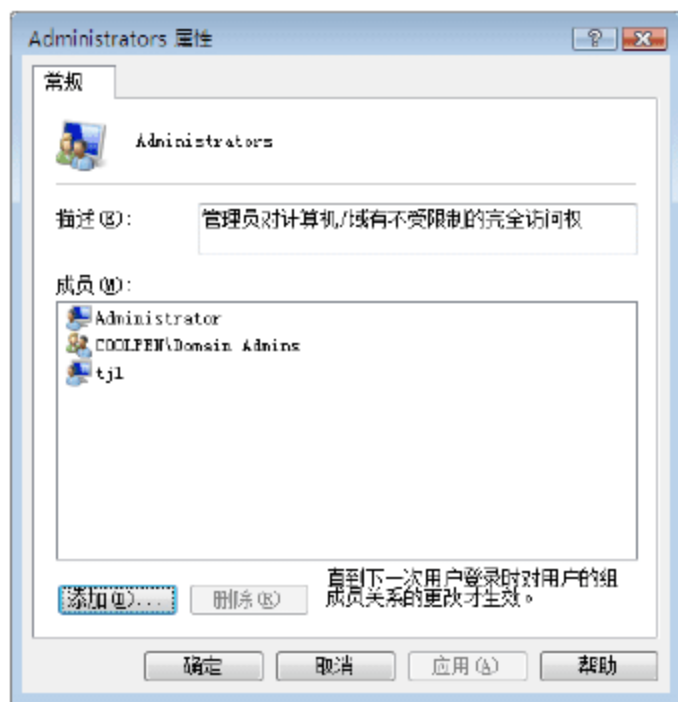 Administrators 属性
常规
Administrators
描述(E):
管理员对计算机/域有不受限制的完全访问权
成员(M):
Administrator
COOLPEN\Domain Admins
tjl
添加(D)...
删除(R)
直到下一次用户登录时对用户的组
成员关系的更改才生效。
确定
取消
应用(A)
帮助